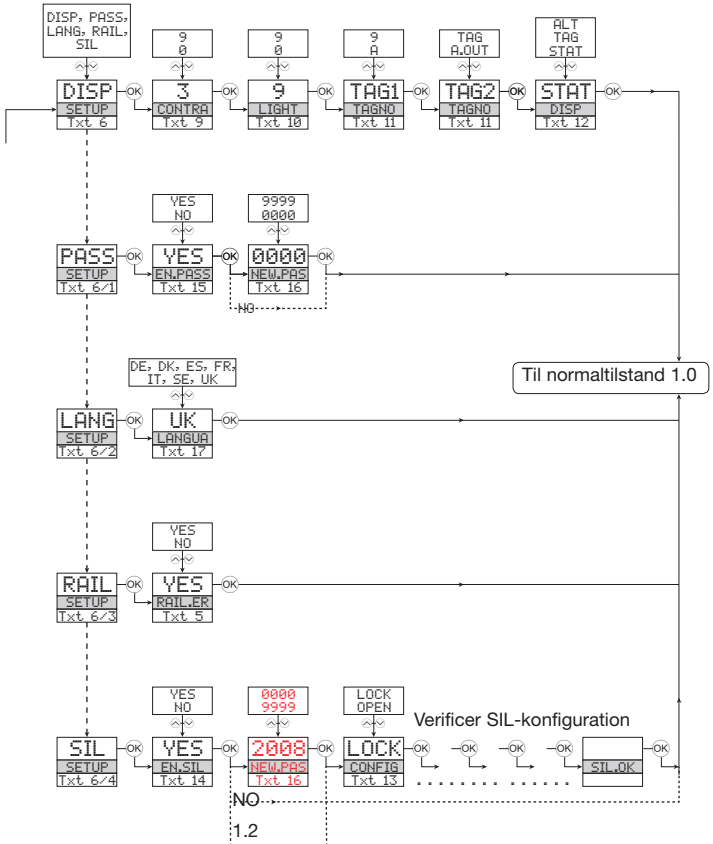 DISP, PASS,
LANG, RAIL,
SIL
9
0
9
0
9
A
TAG
A.OUT
ALT
TAG
STAT
DISP
SETUP
Txt 6
OK
3
CONTRA
Txt 9
OK
9
LIGHT
Txt 10
OK
TAG1
TAGNO
Txt 11
OK
TAG2
TAGNO
Txt 11
OK
STAT
DISP
Txt 12
OK
YES
NO
9999
0000
PASS
SETUP
Txt 6/1
OK
YES
EN.PASS
Txt 15
OK
0000
NEW.PAS
Txt 16
OK
NO
Til normaltilstand 1.0
DE, DK, ES, FR,
IT, SE, UK
LANG
SETUP
Txt 6/2
OK
UK
LANGUA
Txt 17
OK
YES
NO
RAIL
SETUP
Txt 6/3
OK
YES
RAIL.ER
Txt 5
OK
YES
NO
0000
9999
LOCK
OPEN
Verificer SIL-konfiguration
SIL
SETUP
Txt 6/4
OK
YES
EN.SIL
Txt 14
OK
2008
NEW.PAS
Txt 16
OK
LOCK
CONFIG
Txt 13
OK
OK
OK
OK
SIL.OK
OK
NO
1.2